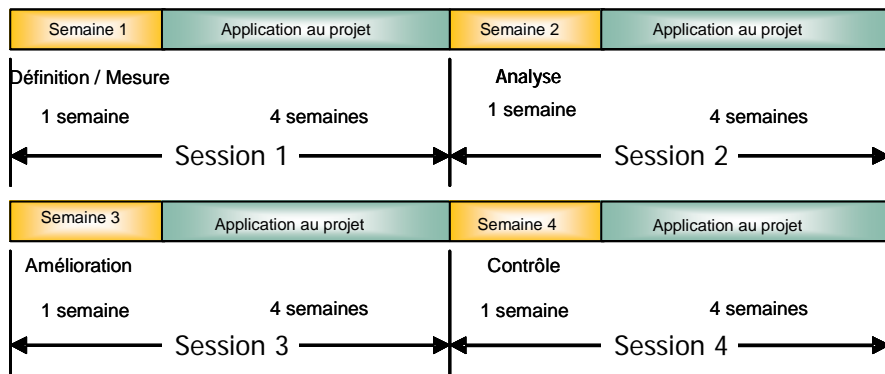 Semaine 1 Application au projet Semaine 2 Application au projet
Définition / Mesure Analyse
1 semaine 4 semaines 1 semaine 4 semaines
Session 1 Session 2
Semaine 3 Application au projet Semaine 4 Application au projet
Amélioration Contrôle
1 semaine 4 semaines 1 semaine 4 semaines
Session 3 Session 4